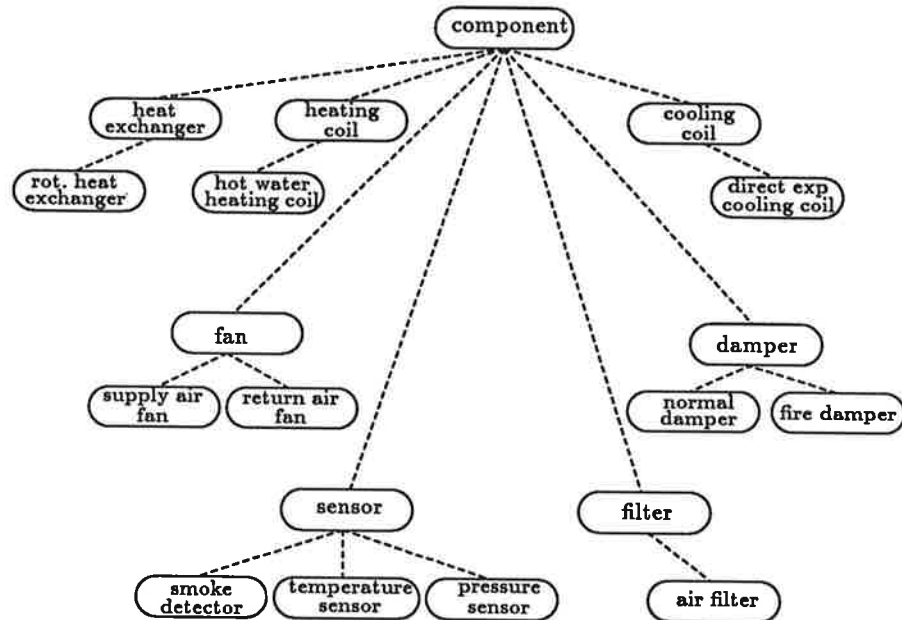 component
heat
exchanger
heating
coil
cooling
coil
rot. heat
exchanger
hot water
heating coil
direct exp
cooling coil
fan
damper
supply air
fan
return air
fan
normal
damper
fire damper
sensor
filter
smoke
detector
temperature
sensor
pressure
sensor
air filter